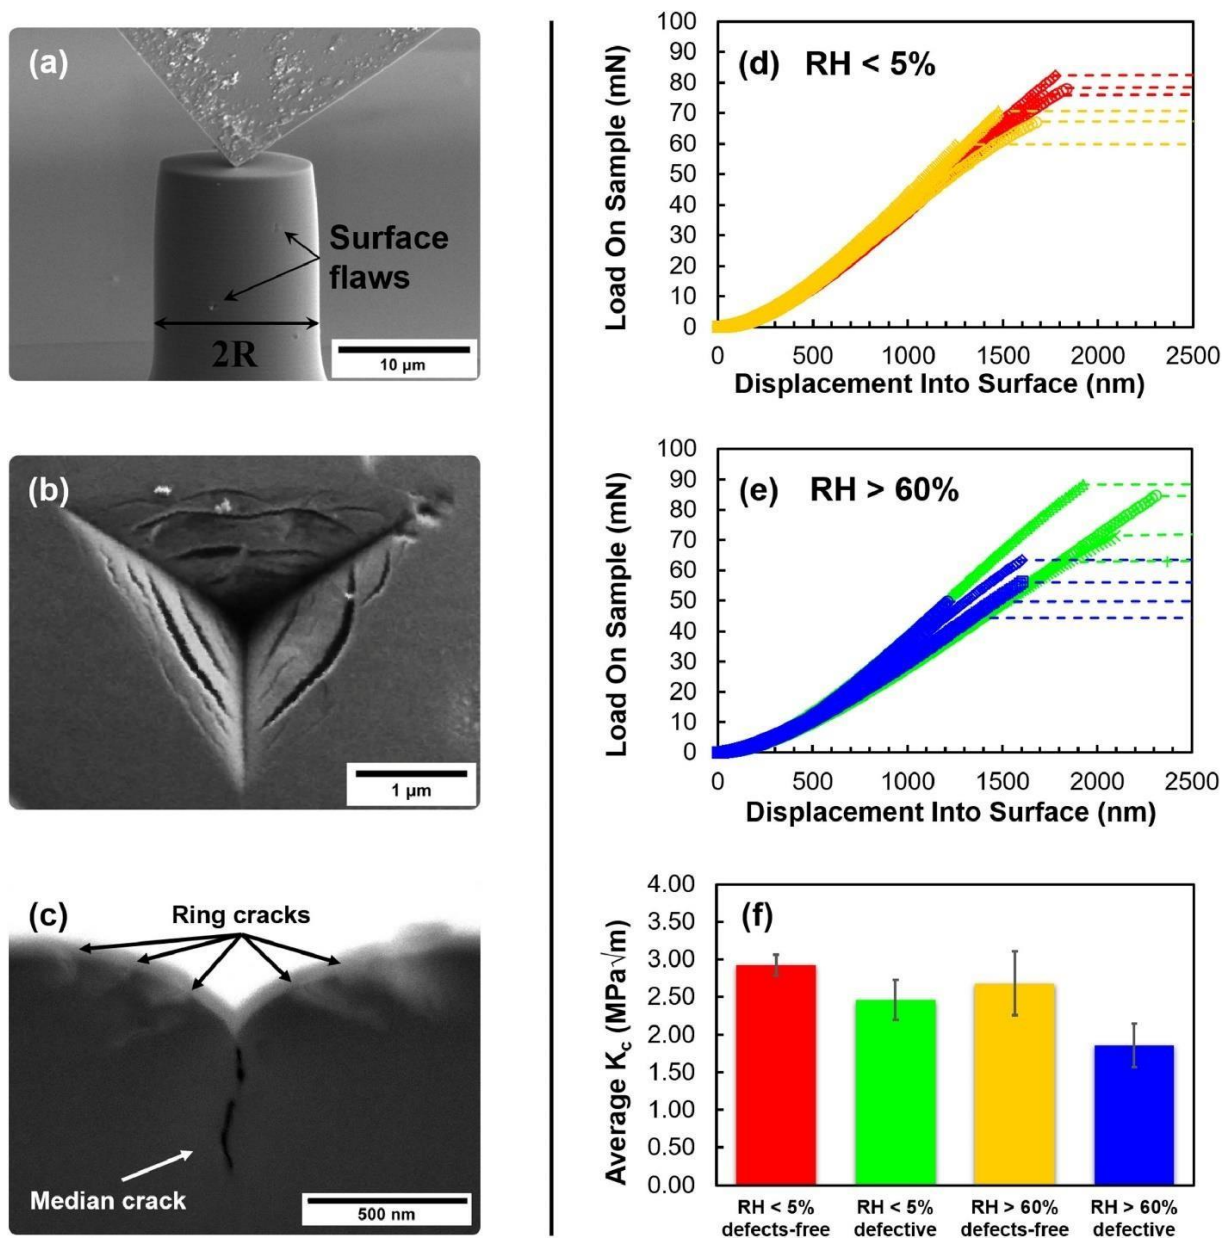 (a)
Surface
flaws
2R
10 µm
(b)
1 µm
(c)
Ring cracks
Median crack
500 nm
(d) RH < 5%
Load On Sample (mN)
100
90
80
70
60
50
40
30
20
10
0
0 500 1000 1500 2000 2500
Displacement Into Surface (nm)
(e) RH > 60%
Load On Sample (mN)
100
90
80
70
60
50
40
30
20
10
0
0 500 1000 1500 2000 2500
Displacement Into Surface (nm)
(f)
Average Kc (MPa√m)
4.00
3.00
2.50
2.00
1.50
1.00
0.50
0.00
RH < 5%
defects-free
RH < 5%
defective
RH > 60%
defects-free
RH > 60%
defective